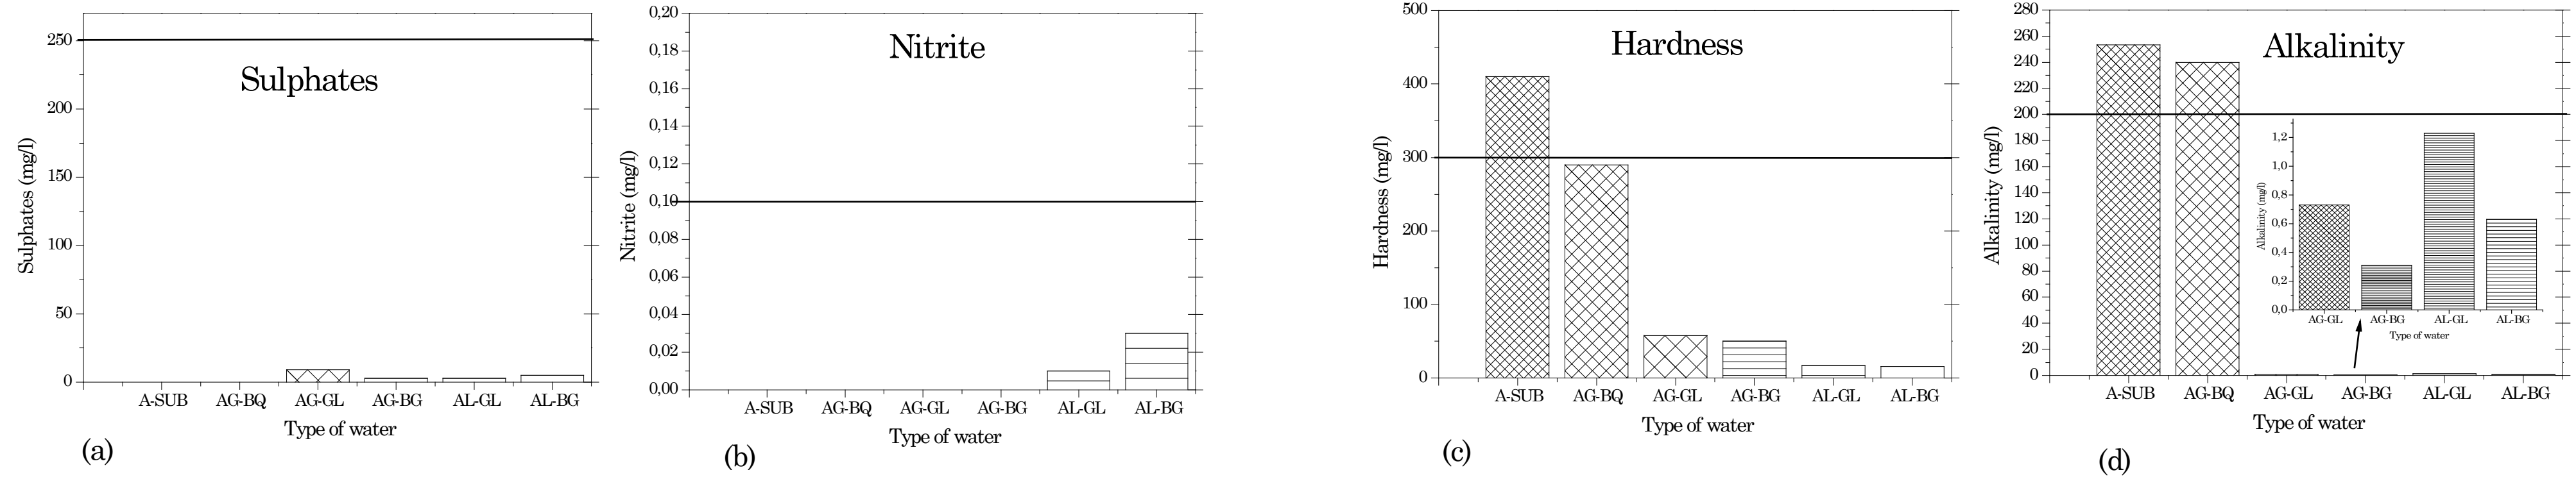 Sulphates
Sulphates (mg/l)
250
200
150
100
50
0
A-SUB AG-BQ AG-GL AG-BG AL-GL AL-BG
Type of water
(a)
Nitrite
Nitrite (mg/l)
0,20
0,18
0,16
0,14
0,12
0,10
0,08
0,06
0,04
0,02
0,00
A-SUB AG-BQ AG-GL AG-BG AL-GL AL-BG
Type of water
(b)
Hardness
Hardness (mg/l)
500
400
300
200
100
0
A-SUB AG-BQ AG-GL AG-BG AL-GL AL-BG
Type of water
(c)
Alkalinity
Alkalinity (mg/l)
280
260
240
220
200
180
160
140
120
100
80
60
40
20
0
Alkalinity (mg/l)
1,2
1,0
0,8
0,6
0,4
0,2
0,0
AG-GL AG-BG AL-GL AL-BG
Type of water
A-SUB AG-BQ AG-GL AG-BG AL-GL AL-BG
Type of water
(d)